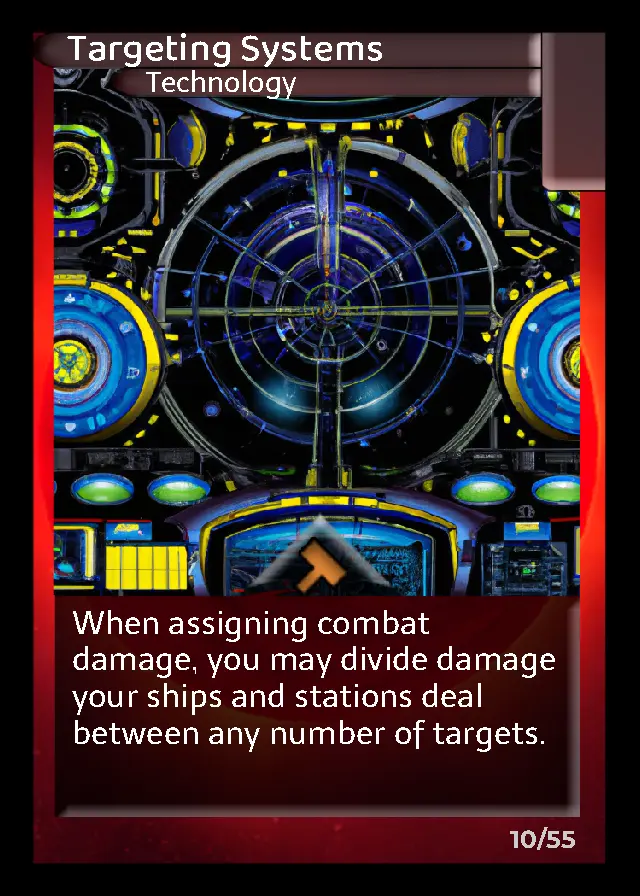 Targeting Systems
Technology
When assigning combat
damage, you may divide damage
your ships and stations deal
between any number of targets.
10/55